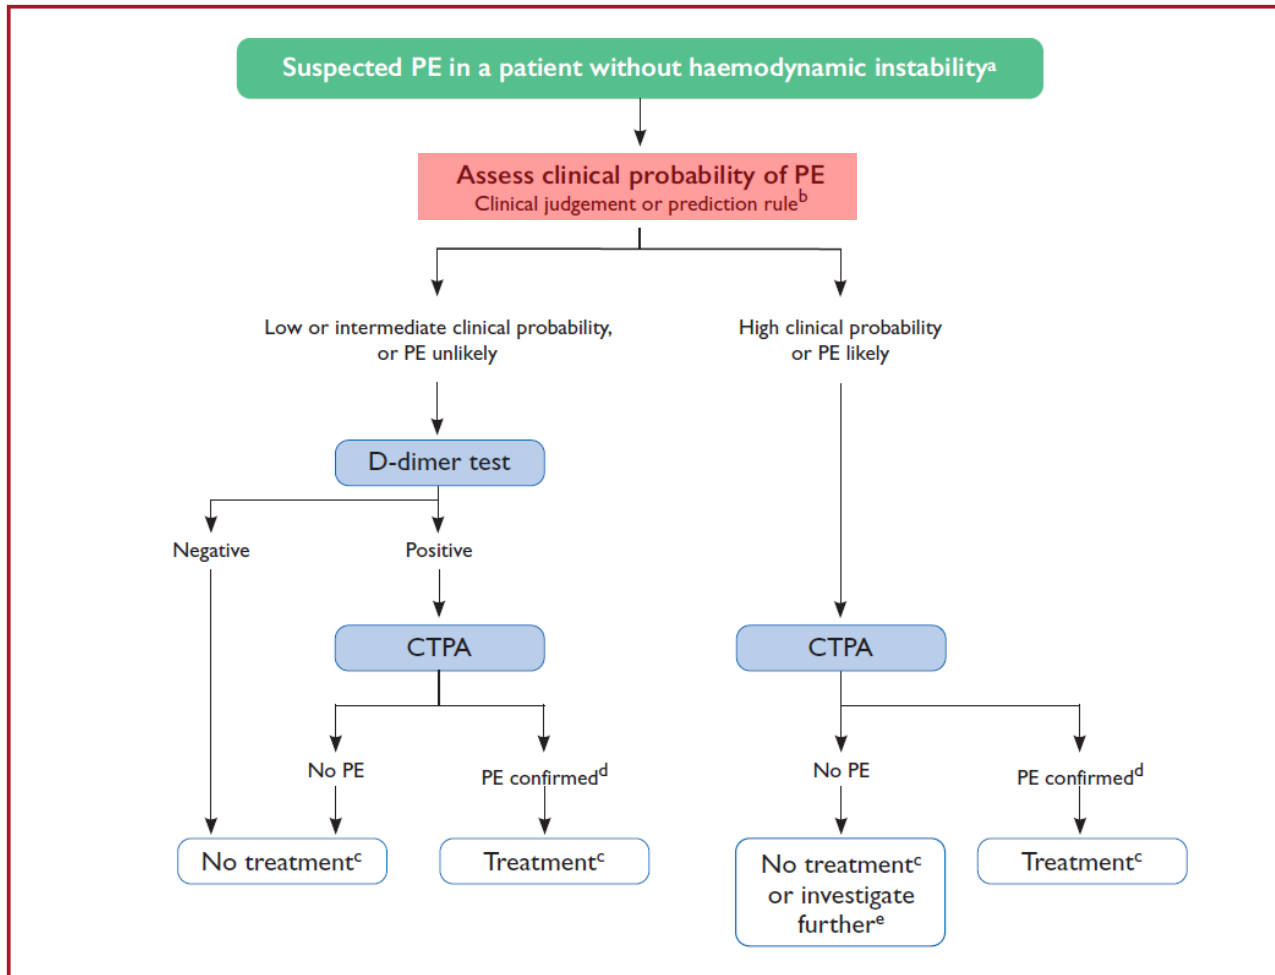 Suspected PE in a patient without haemodynamic instabilityᵃ
Assess clinical probability of PE
Clinical judgement or prediction ruleᵇ
Low or intermediate clinical probability,
or PE unlikely
High clinical probability
or PE likely
D-dimer test
Negative
Positive
CTPA
CTPA
No PE
PE confirmedᵈ
No PE
PE confirmedᵈ
No treatmentᶜ
Treatmentᶜ
No treatmentᶜ
or investigate
furtherᵉ
Treatmentᶜ